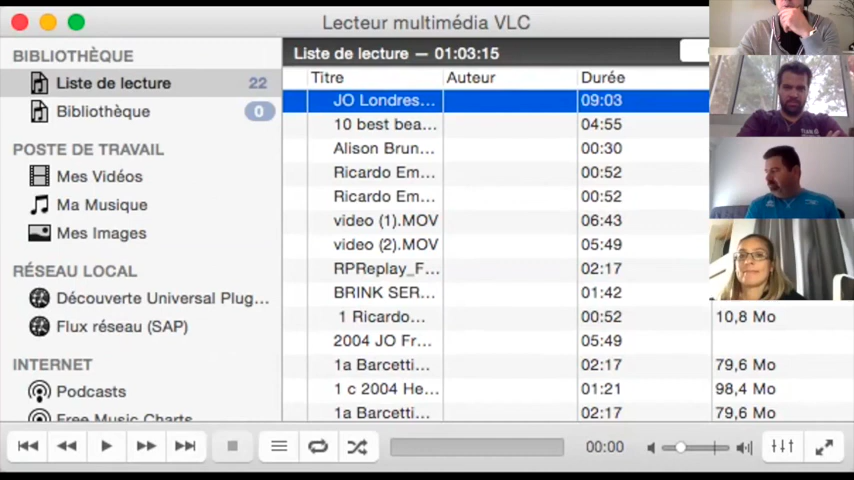 Lecteur multimédia VLC
BIBLIOTHÈQUE
Liste de lecture 22
Bibliothèque 0
POSTE DE TRAVAIL
Mes Vidéos
Ma Musique
Mes Images
RÉSEAU LOCAL
Découverte Universal Plug...
Flux réseau (SAP)
INTERNET
Podcasts
Free Music Charts
Liste de lecture — 01:03:15
Titre Auteur Durée
JO Londres... 09:03
10 best bea... 04:55
Alison Brun... 00:30
Ricardo Em... 00:52
Ricardo Em... 00:52
video (1).MOV 06:43
video (2).MOV 05:49
RPReplay_F... 02:17
BRINK SER... 01:42
1 Ricardo... 00:52 10,8 Mo
2004 JO Fr... 05:49
1a Barcetti... 02:17 79,6 Mo
1 c 2004 He... 01:21 98,4 Mo
1a Barcetti... 02:17 79,6 Mo
00:00